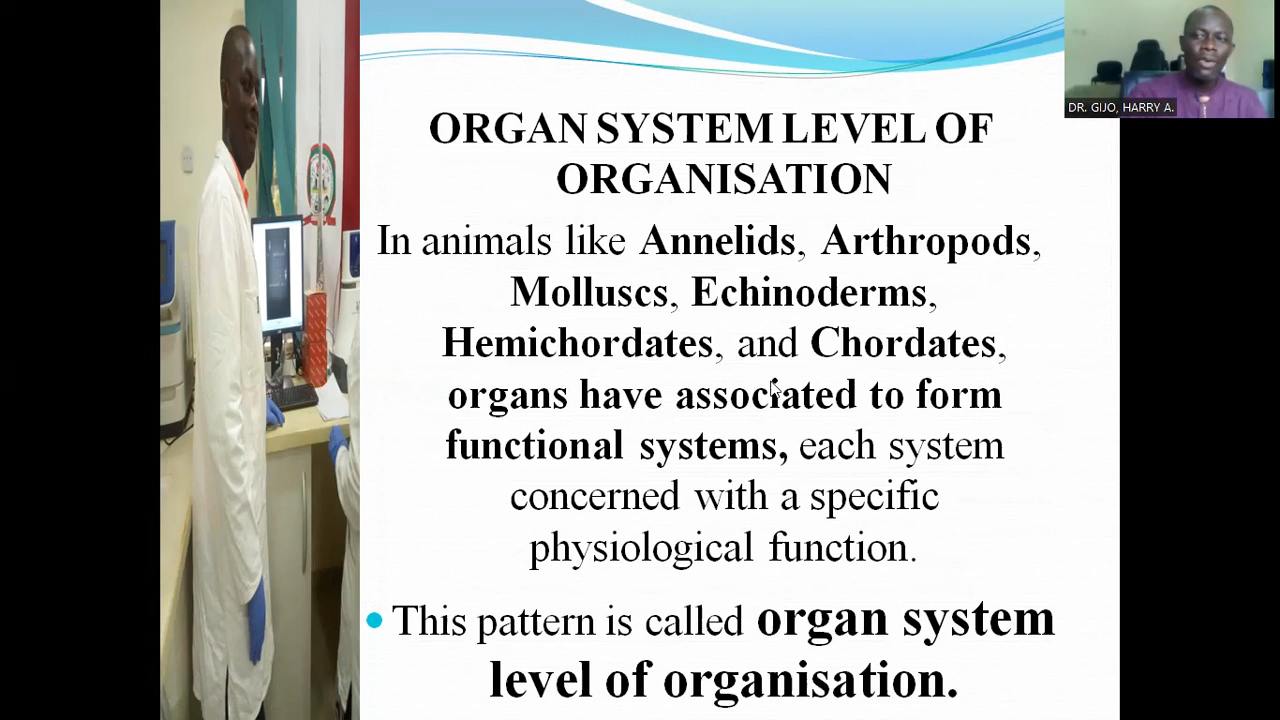 ORGAN SYSTEM LEVEL OF
ORGANISATION
In animals like Annelids, Arthropods,
Molluscs, Echinoderms,
Hemichordates, and Chordates,
organs have associated to form
functional systems, each system
concerned with a specific
physiological function.
• This pattern is called organ system
level of organisation.
DR. GIJO, HARRY A.